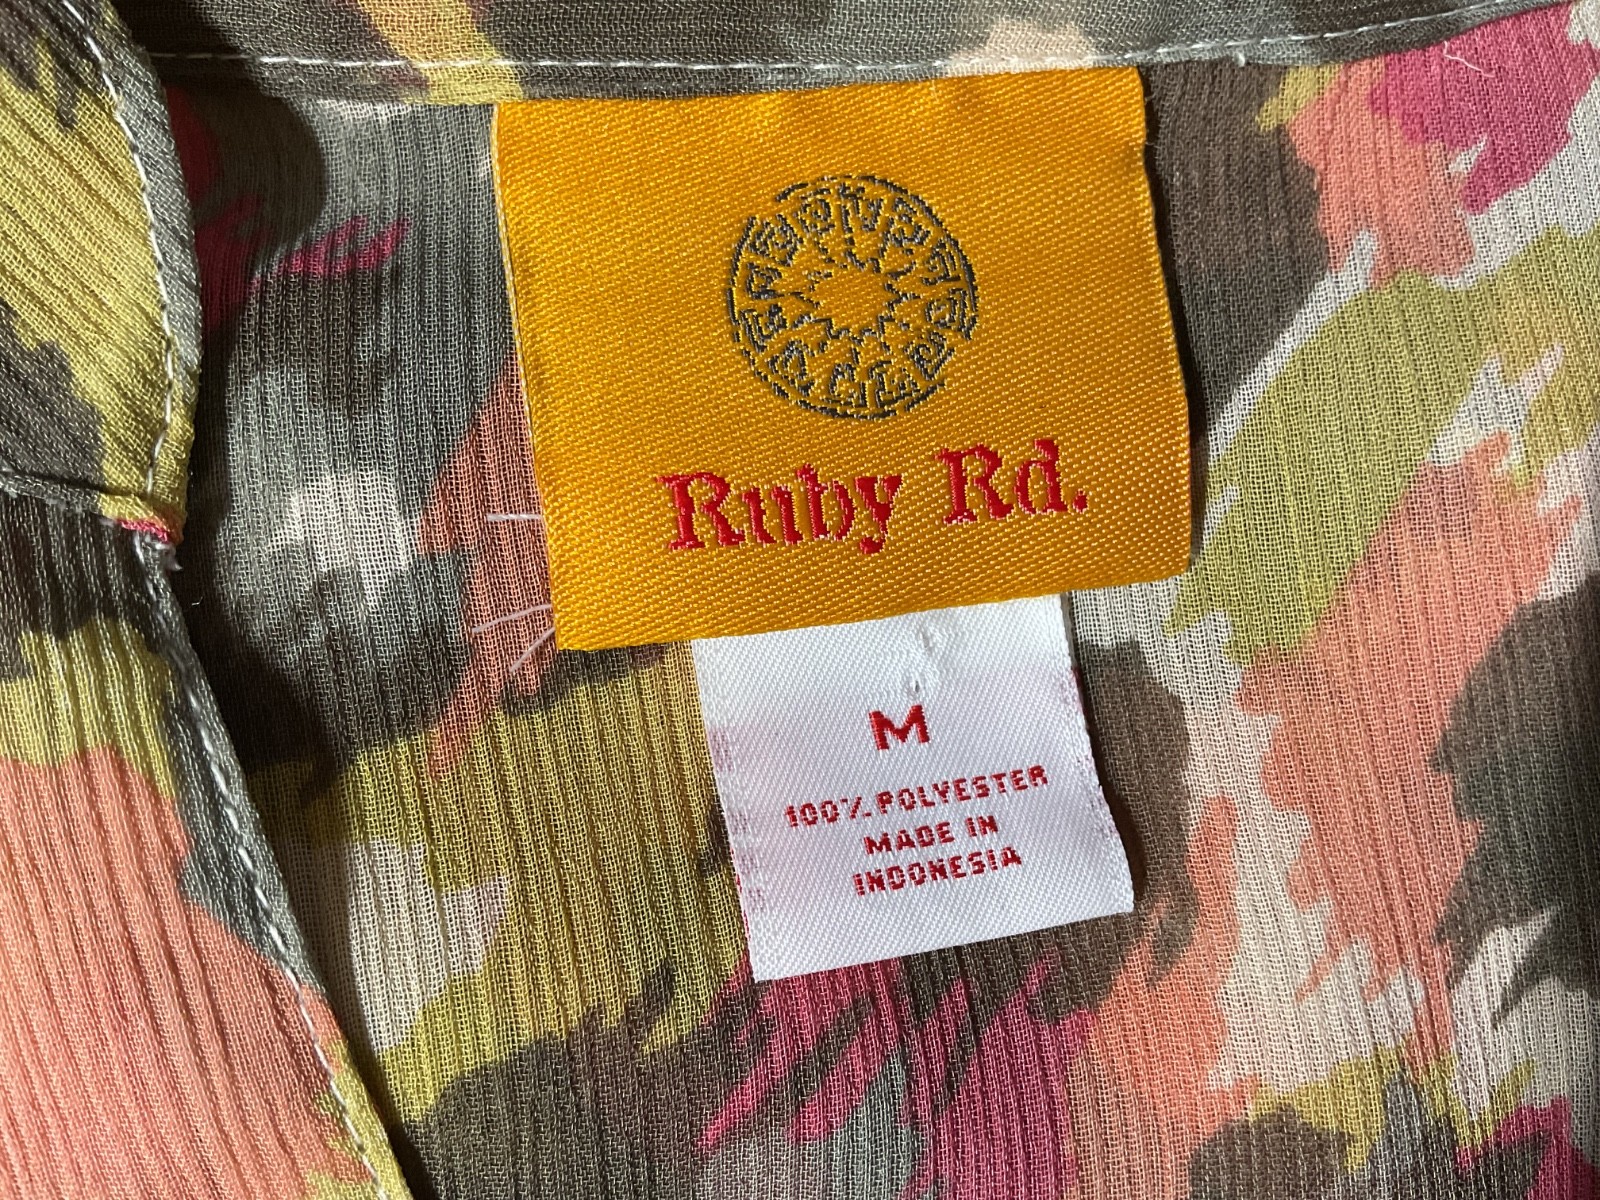 Ruby Rd.
M
100% POLYESTER
MADE IN
INDONESIA